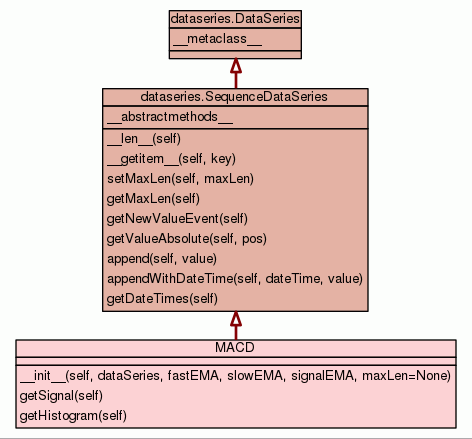 dataseries.DataSeries
__metaclass__
dataseries.SequenceDataSeries
__abstractmethods__
__len__(self)
__getitem__(self, key)
setMaxLen(self, maxLen)
getMaxLen(self)
getNewValueEvent(self)
getValueAbsolute(self, pos)
append(self, value)
appendWithDateTime(self, dateTime, value)
getDateTimes(self)
MACD
__init__(self, dataSeries, fastEMA, slowEMA, signalEMA, maxLen=None)
getSignal(self)
getHistogram(self)